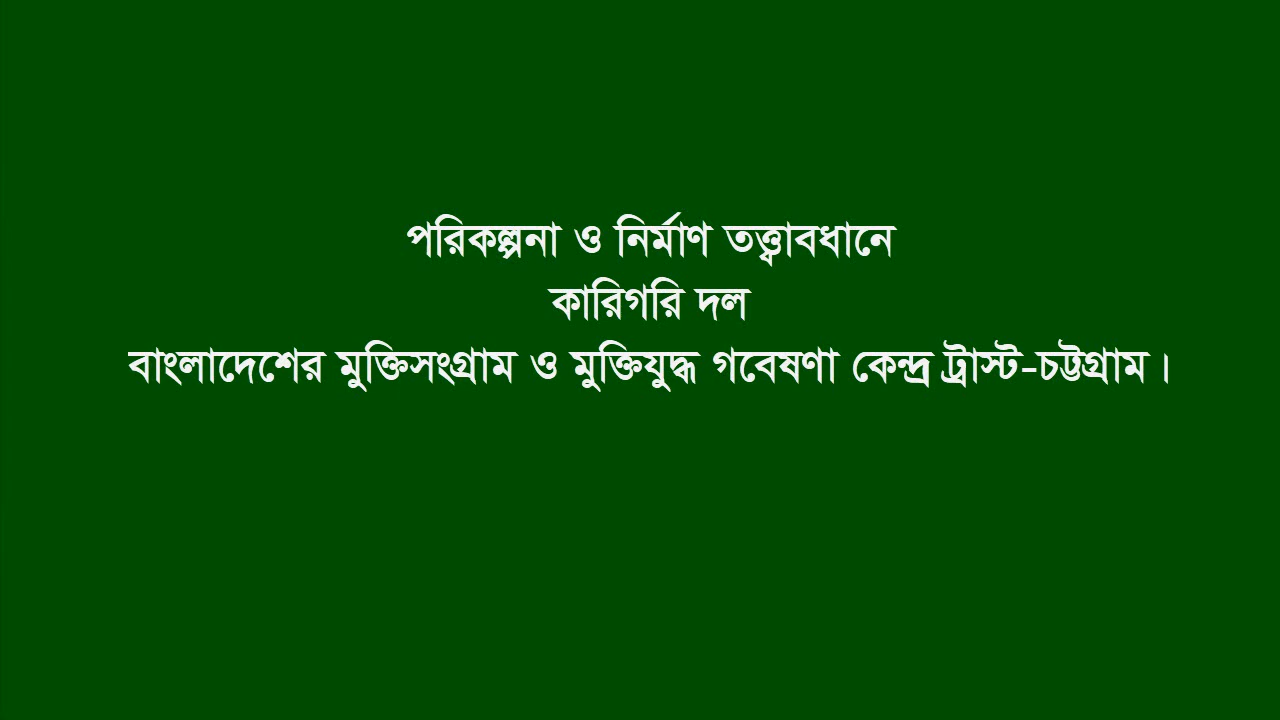 পরিকল্পনা ও নির্মাণ তত্ত্বাবধানে
কারিগরি দল
বাংলাদেশের মুক্তিসংগ্রাম ও মুক্তিযুদ্ধ গবেষণা কেন্দ্র ট্রাস্ট-চট্টগ্রাম।